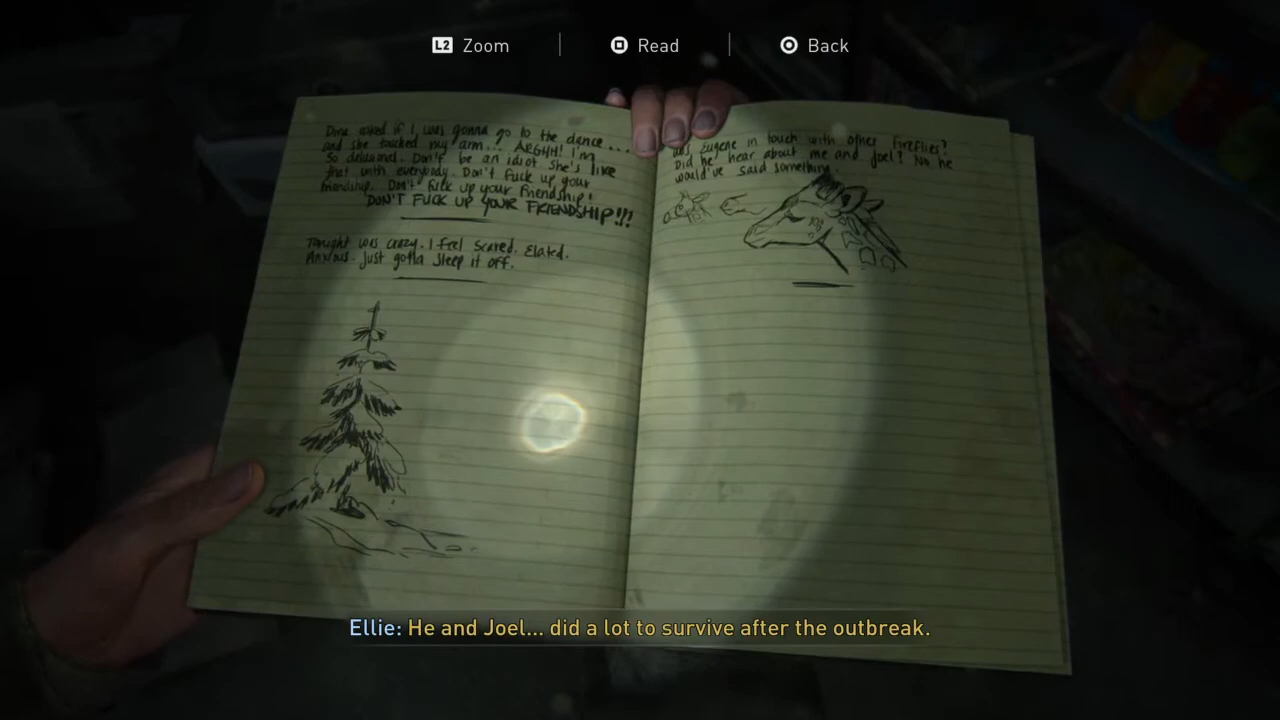 L2 Zoom
Read
Back
Dina asked if I was gonna go to the dance...
and she touched my arm... ARGHH! I'm
so delusional. Don't be an idiot. She's like
that with everybody. Don't fuck up your
friendship. Don't fuck up your friendship!
DON'T FUCK UP YOUR FRIENDSHIP!!!
Tonight was crazy. I feel scared. Elated.
Anxious. Just gotta sleep it off.
Was Eugene in touch with other Fireflies?
Did he hear about me and Joel? No he
would've said something.
Ellie: He and Joel... did a lot to survive after the outbreak.